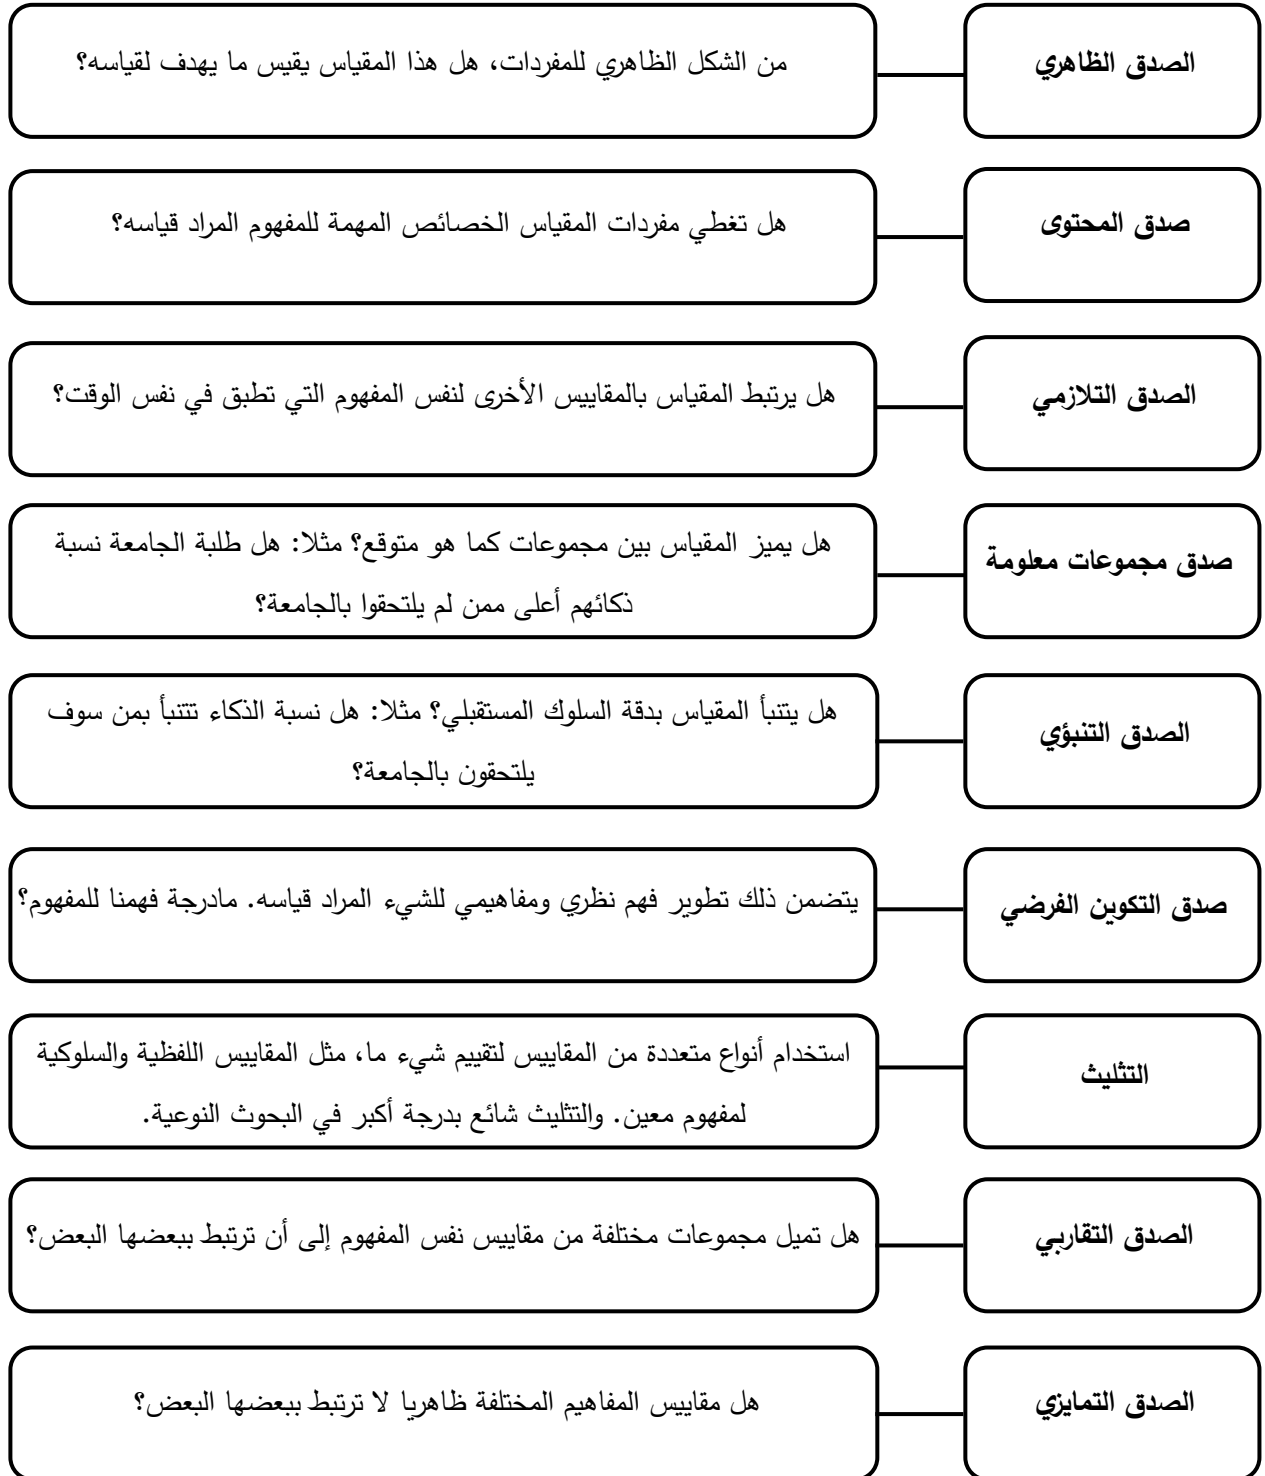 الصدق الظاهري
من الشكل الظاهري للمفردات، هل هذا المقياس يقيس ما يهدف لقياسه؟
صدق المحتوى
هل تغطي مفردات المقياس الخصائص المهمة للمفهوم المراد قياسه؟
الصدق التلازمي
هل يرتبط المقياس بالمقاييس الأخرى لنفس المفهوم التي تطبق في نفس الوقت؟
صدق مجموعات معلومة
هل يميز المقياس بين مجموعات كما هو متوقع؟ مثلا: هل طلبة الجامعة نسبة
ذكائهم أعلى ممن لم يلتحقوا بالجامعة؟
الصدق التنبؤي
هل يتنبأ المقياس بدقة السلوك المستقبلي؟ مثلا: هل نسبة الذكاء تتنبأ بمن سوف
يلتحقون بالجامعة؟
صدق التكوين الفرضي
يتضمن ذلك تطوير فهم نظري ومفاهيمي للشيء المراد قياسه. مادرجة فهمنا للمفهوم؟
التثليث
استخدام أنواع متعددة من المقاييس لتقييم شيء ما، مثل المقاييس اللفظية والسلوكية
لمفهوم معين. والتثليث شائع بدرجة أكبر في البحوث النوعية.
الصدق التقاربي
هل تميل مجموعات مختلفة من مقاييس نفس المفهوم إلى أن ترتبط ببعضها البعض؟
الصدق التمايزي
هل مقاييس المفاهيم المختلفة ظاهريا لا ترتبط ببعضها البعض؟